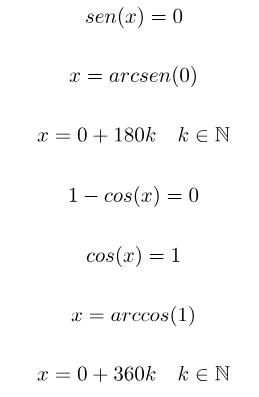 sen(x) = 0
x = arcsen(0)
x = 0 + 180k k ∈ ℕ
1 − cos(x) = 0
cos(x) = 1
x = arccos(1)
x = 0 + 360k k ∈ ℕ